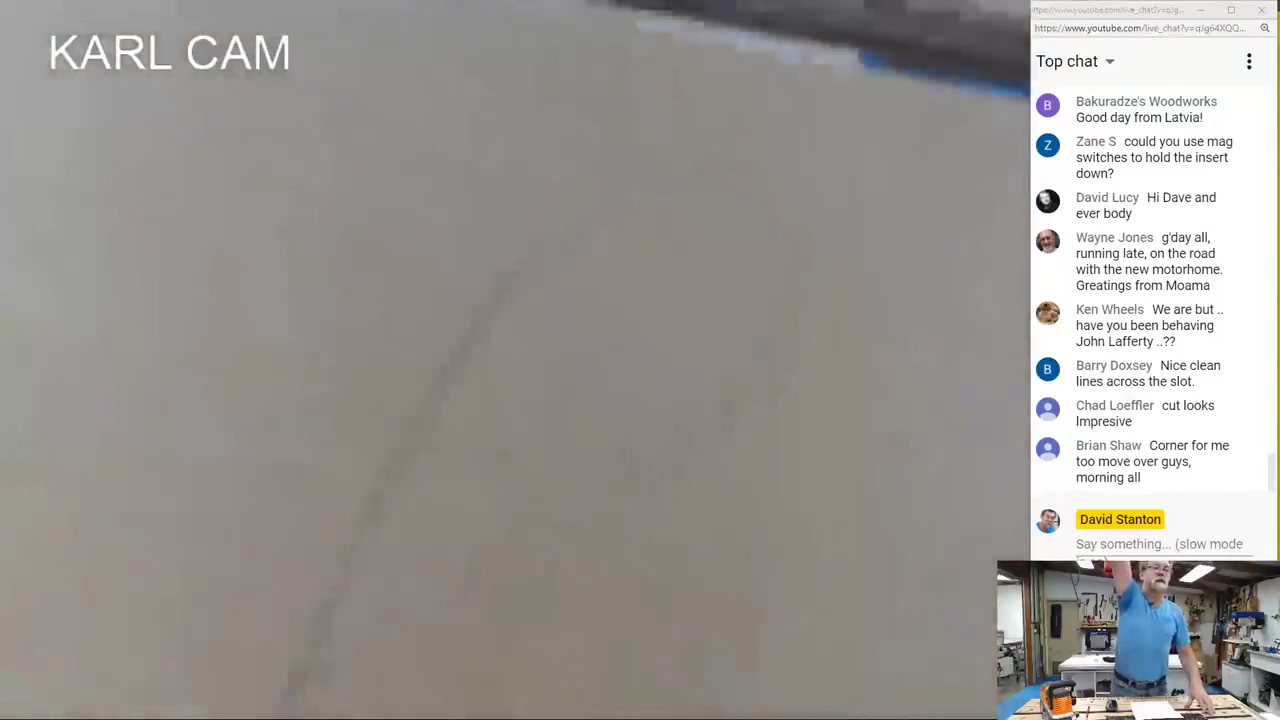 KARL CAM
https://www.youtube.com/live_chat?v=qJg64XQQ...
Top chat
Bakuradze's Woodworks
Good day from Latvia!
Zane S could you use mag
switches to hold the insert
down?
David Lucy Hi Dave and
ever body
Wayne Jones g'day all,
running late, on the road
with the new motorhome.
Greatings from Moama
Ken Wheels We are but ..
have you been behaving
John Lafferty ..??
Barry Doxsey Nice clean
lines across the slot.
Chad Loeffler cut looks
Impresive
Brian Shaw Corner for me
too move over guys,
morning all
David Stanton
Say something... (slow mode